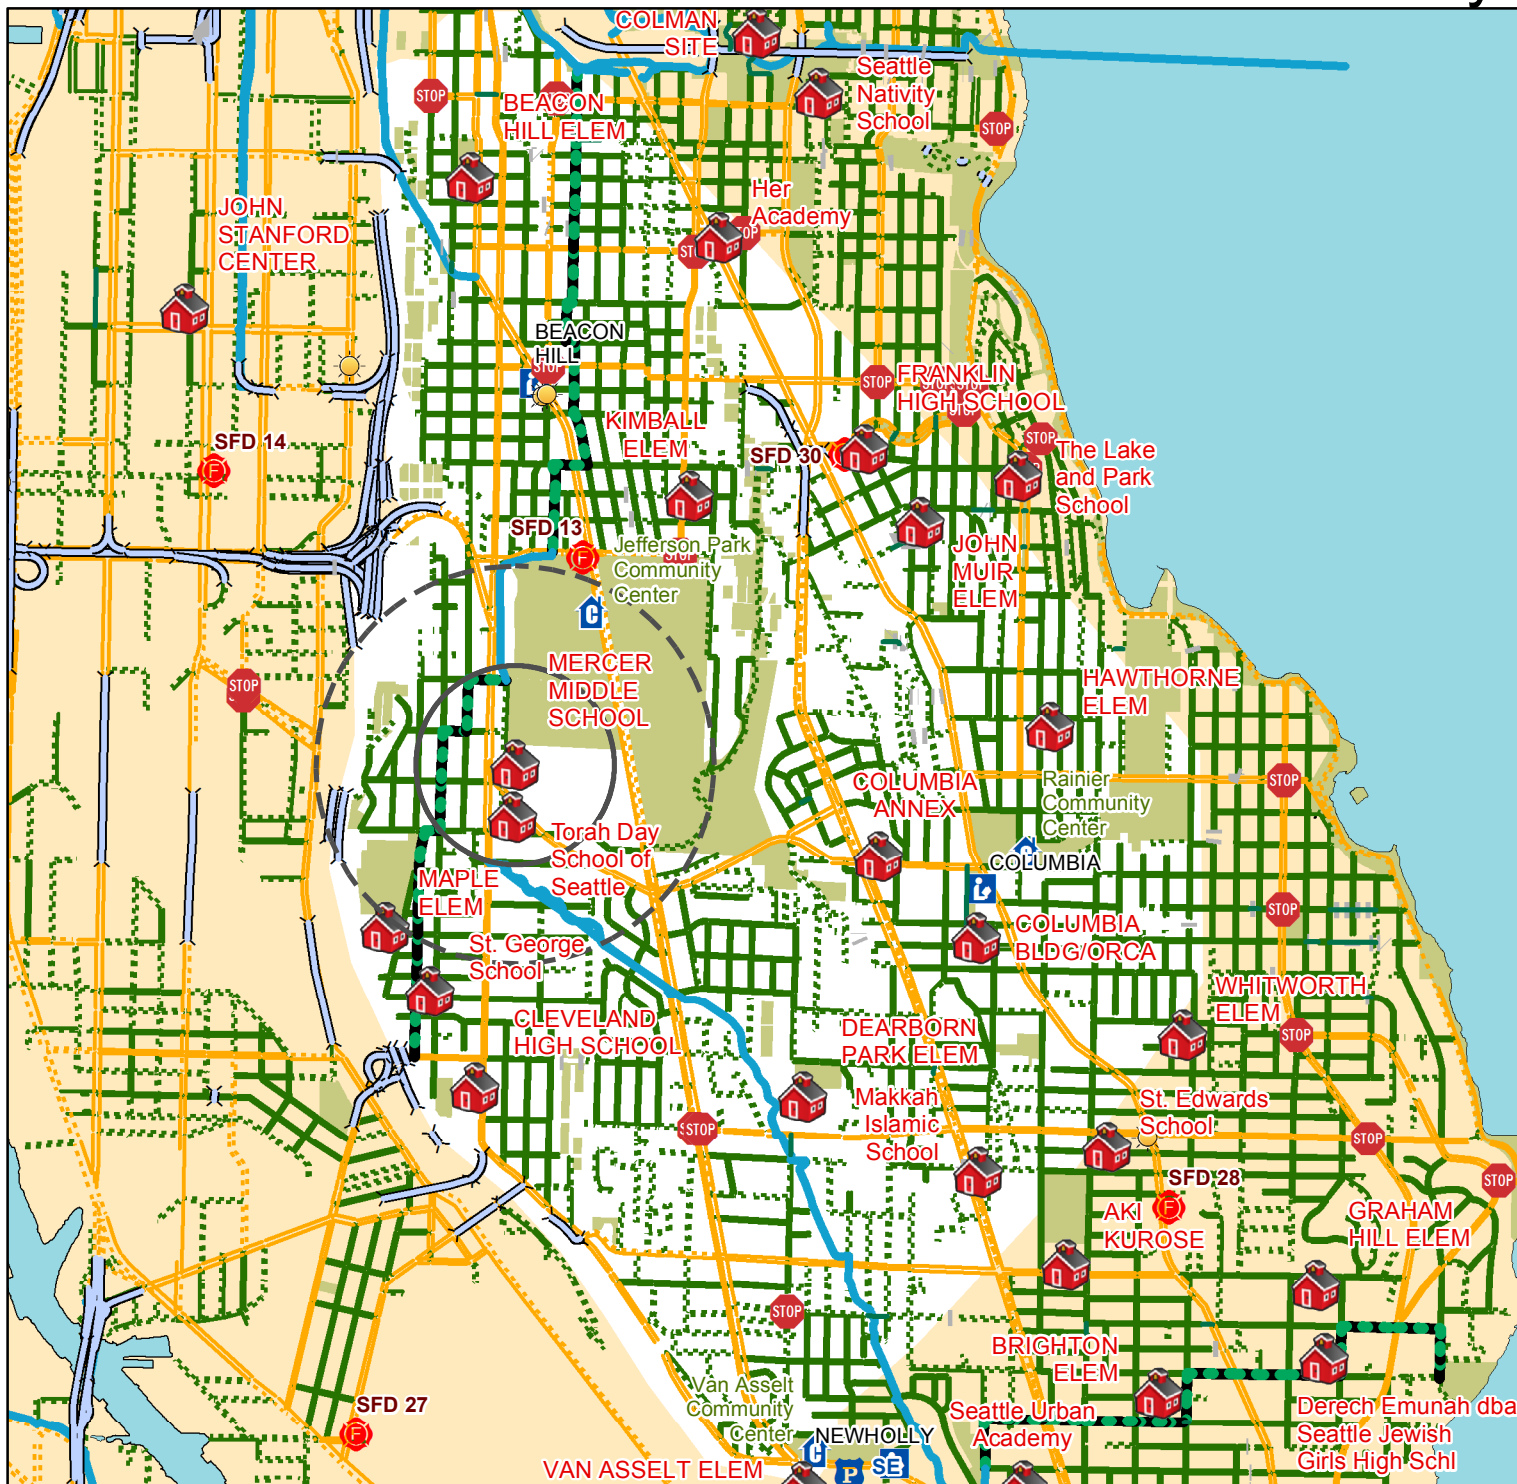 COLMAN
SITE
Seattle
Nativity
School
STOP
BEACON
HILL ELEM
STOP
Her
Academy
JOHN
STANFORD
CENTER
BEACON
HILL
STOP
STOP
FRANKLIN
HIGH SCHOOL
STOP
KIMBALL
ELEM
SFD 14
F
SFD 30
STOP
The Lake
and Park
School
SFD 13
F
Jefferson Park
Community
Center
C
JOHN
MUIR
ELEM
MERCER
MIDDLE
SCHOOL
STOP
HAWTHORNE
ELEM
COLUMBIA
ANNEX
Rainier
Community
Center
STOP
Torah Day
School of
Seattle
COLUMBIA
MAPLE
ELEM
STOP
COLUMBIA
BLDG/ORCA
St. George
School
WHITWORTH
ELEM
CLEVELAND
HIGH SCHOOL
DEARBORN
PARK ELEM
STOP
Makkah
Islamic
School
St. Edwards
School
STOP
STOP
SFD 28
F
STOP
AKI
KUROSE
GRAHAM
HILL ELEM
STOP
BRIGHTON
ELEM
Van Asselt
Community
Center
SFD 27
F
Seattle Urban
Academy
Derech Emunah dba
Seattle Jewish
Girls High Schl
NEWHOLLY
C
P
SE
VAN ASSELT ELEM